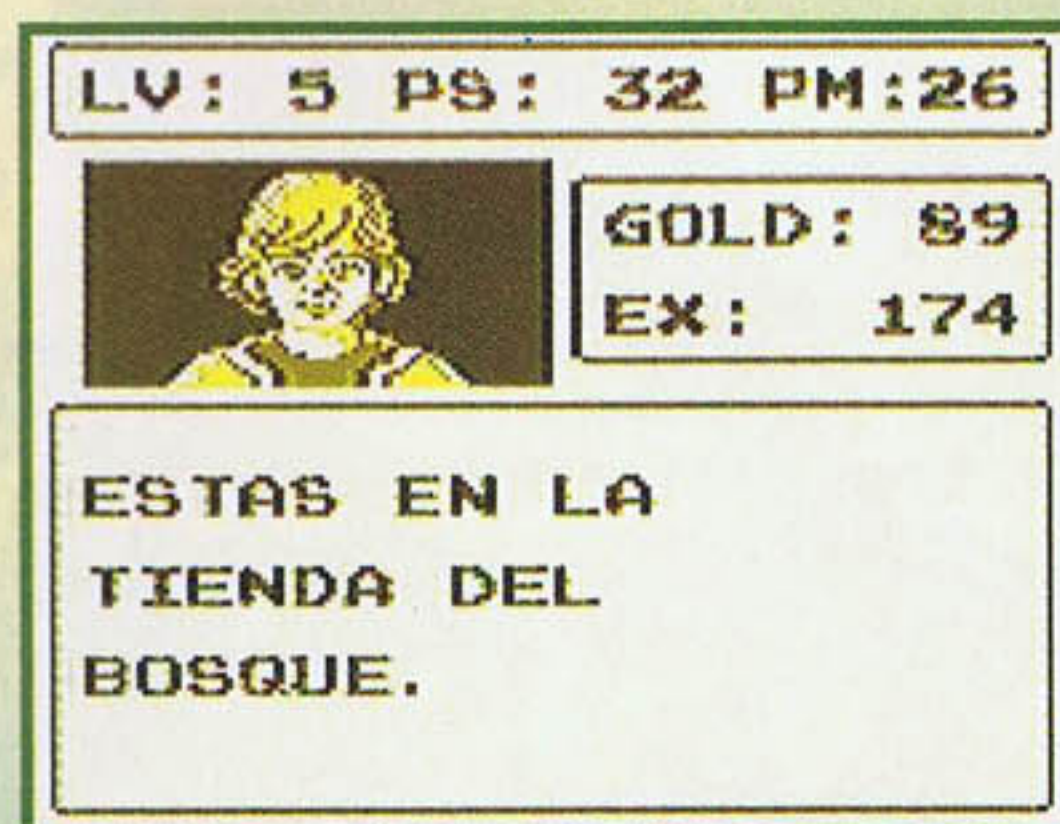 LV: 5 PS: 32 PM:26
GOLD: 89
EX: 174
ESTAS EN LA
TIENDA DEL
BOSQUE.